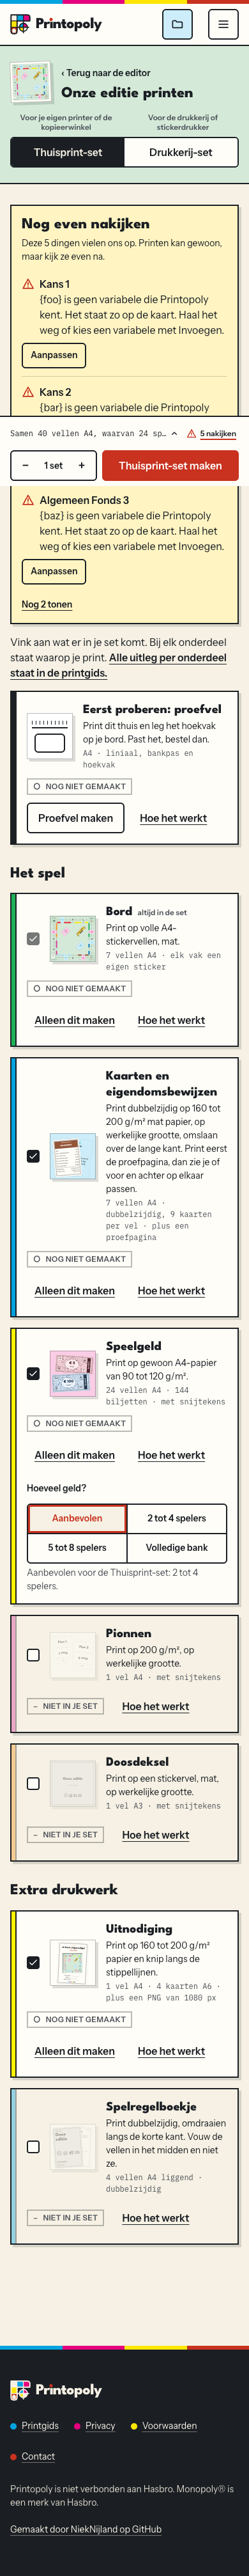 Printopoly
‹ Terug naar de editor
Onze editie printen
Voor je eigen printer of de
kopieerwinkel
Voor de drukkerij of
stickerdrukker
Thuisprint-set
Drukkerij-set
Nog even nakijken
Deze 5 dingen vielen ons op. Printen kan gewoon,
maar kijk ze even na.
Kans 1
{foo} is geen variabele die Printopoly
kent. Het staat zo op de kaart. Haal het
weg of kies een variabele met Invoegen.
Aanpassen
Kans 2
{bar} is geen variabele die Printopoly
Samen 40 vellen A4, waarvan 24 sp…
5 nakijken
− 1 set +
Thuisprint-set maken
Algemeen Fonds 3
{baz} is geen variabele die Printopoly
kent. Het staat zo op de kaart. Haal het
weg of kies een variabele met Invoegen.
Aanpassen
Nog 2 tonen
Vink aan wat er in je set komt. Bij elk onderdeel
staat waarop je print. Alle uitleg per onderdeel
staat in de printgids.
Eerst proberen: proefvel
Print dit thuis en leg het hoekvak
op je bord. Past het, bestel dan.
A4 · liniaal, bankpas en
hoekvak
NOG NIET GEMAAKT
Proefvel maken
Hoe het werkt
Het spel
Bord altijd in de set
Print op volle A4-
stickervellen, mat.
7 vellen A4 · elk vak een
eigen sticker
NOG NIET GEMAAKT
Alleen dit maken
Hoe het werkt
Kaarten en
eigendomsbewijzen
Print dubbelzijdig op 160 tot
200 g/m² mat papier, op
werkelijke grootte, omslaan
over de lange kant. Print eerst
de proefpagina, dan zie je of
voor en achter op elkaar
passen.
7 vellen A4 ·
dubbelzijdig, 9 kaarten
per vel · plus een
proefpagina
NOG NIET GEMAAKT
Alleen dit maken
Hoe het werkt
Speelgeld
Print op gewoon A4-papier
van 90 tot 120 g/m².
24 vellen A4 · 144
biljetten · met snijtekens
NOG NIET GEMAAKT
Alleen dit maken
Hoe het werkt
Hoeveel geld?
Aanbevolen
2 tot 4 spelers
5 tot 8 spelers
Volledige bank
Aanbevolen voor de Thuisprint-set: 2 tot 4
spelers.
Pionnen
Print op 200 g/m², op
werkelijke grootte.
1 vel A4 · met snijtekens
– NIET IN JE SET
Hoe het werkt
Doosdeksel
Print op een stickervel, mat,
op werkelijke grootte.
1 vel A3 · met snijtekens
– NIET IN JE SET
Hoe het werkt
Extra drukwerk
Uitnodiging
Print op 160 tot 200 g/m²
papier en knip langs de
stippellijnen.
1 vel A4 · 4 kaarten A6 ·
plus een PNG van 1080 px
NOG NIET GEMAAKT
Alleen dit maken
Hoe het werkt
Spelregelboekje
Print dubbelzijdig, omdraaien
langs de korte kant. Vouw de
vellen in het midden en niet
ze.
4 vellen A4 liggend ·
dubbelzijdig
– NIET IN JE SET
Hoe het werkt
Printopoly
Printgids
Privacy
Voorwaarden
Contact
Printopoly is niet verbonden aan Hasbro. Monopoly® is
een merk van Hasbro.
Gemaakt door NiekNijland op GitHub